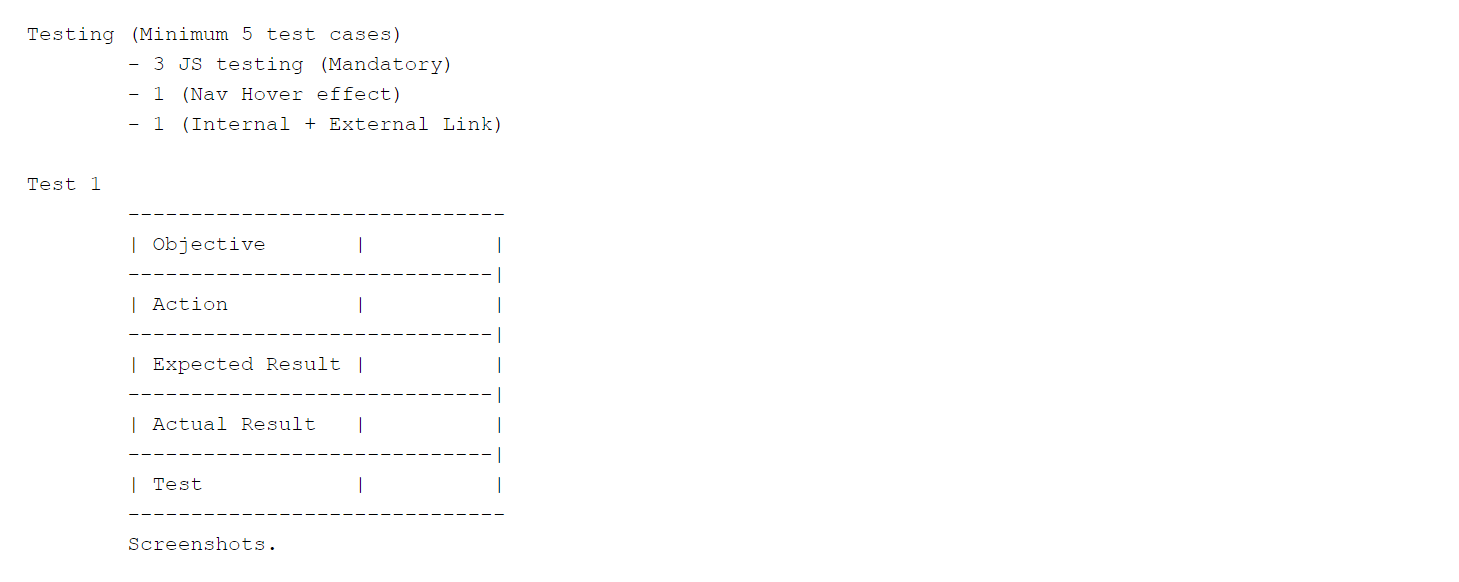 Testing (Minimum 5 test cases)
- 3 JS testing (Mandatory)
- 1 (Nav Hover effect)
- 1 (Internal + External Link)
Test 1
------------------------------
| Objective       |          |
-----------------------------|
| Action          |          |
-----------------------------|
| Expected Result |          |
-----------------------------|
| Actual Result   |          |
-----------------------------|
| Test            |          |
------------------------------
Screenshots.